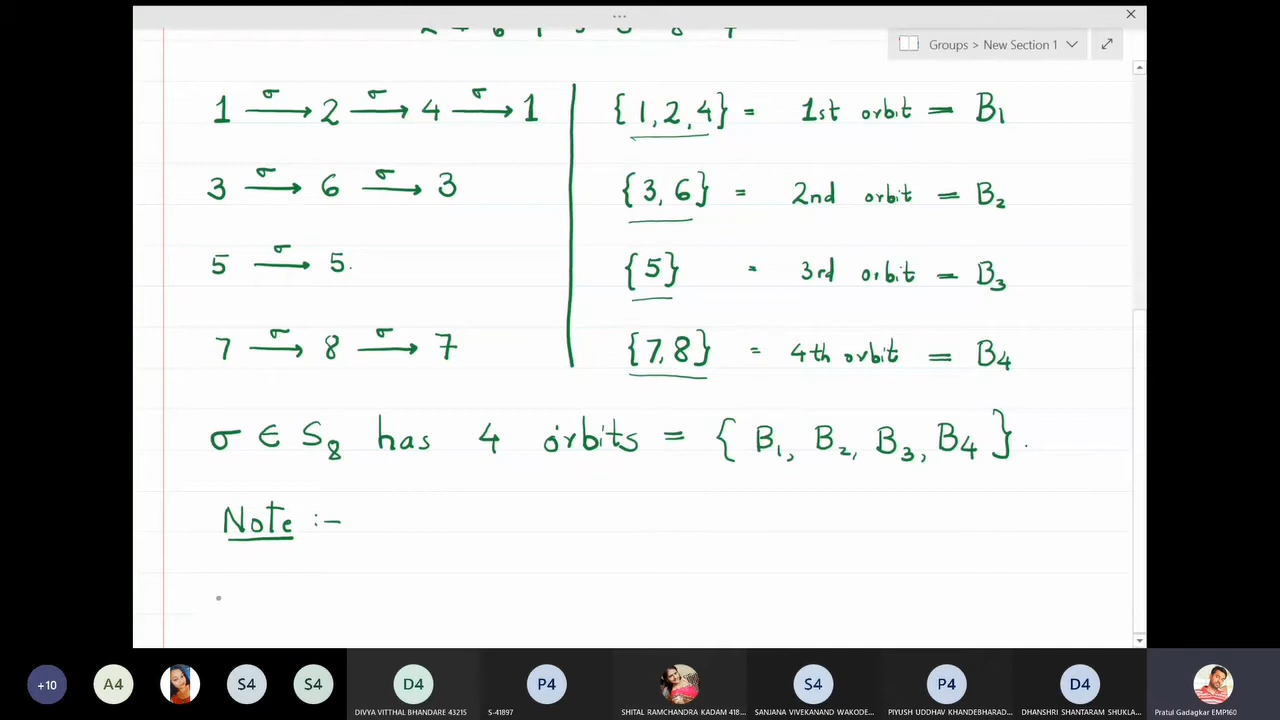 Groups > New Section 1
1 σ→ 2 σ→ 4 σ→ 1 {1,2,4} = 1st orbit = B₁
3 σ→ 6 σ→ 3 {3,6} = 2nd orbit = B₂
5 σ→ 5. {5} = 3rd orbit = B₃
7 σ→ 8 σ→ 7 {7,8} = 4th orbit = B₄
σ ∈ S₈ has 4 orbits = { B₁, B₂, B₃, B₄ }.
Note :-
+10 A4 S4 S4 D4 P4 S4 P4 D4
DIVYA VITTHAL BHANDARE 43215 S-41897 SHITAL RAMCHANDRA KADAM 418... SANJANA VIVEKANAND WAKODE... PIYUSH UDDHAV KHANDEBHARAD... DHANSHRI SHANTARAM SHUKLA... Pratul Gadagkar EMP160